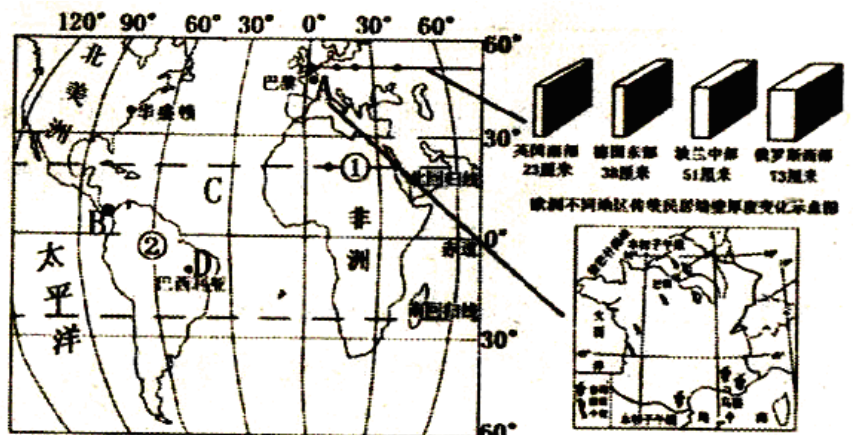 120° 90° 60° 30° 0° 30° 60°
60°
北美洲
巴黎
A
华盛顿
30°
①
北回归线
C
非洲
B
0°
赤道
②
D
巴西利亚
太平洋
南回归线
30°
60°
英国西部
德国东部
波兰中部
俄罗斯西部
23厘米
38厘米
51厘米
73厘米
欧洲不同地区传统民居墙壁厚度变化示意图
大西洋